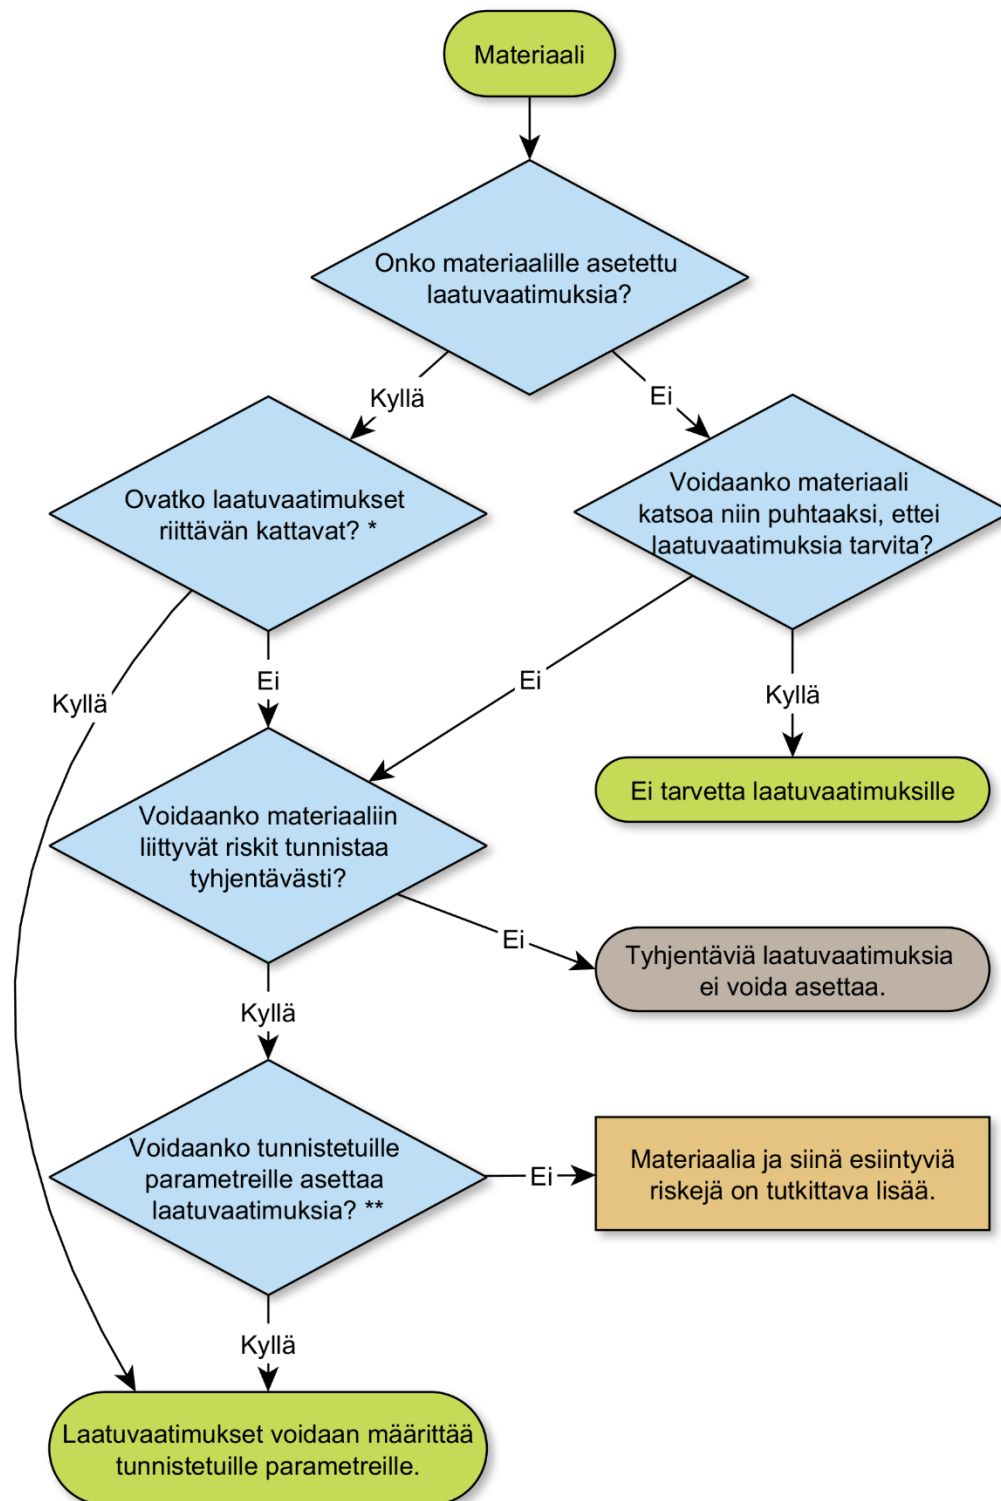 Materiaali
Onko materiaalille asetettu
laatuvaatimuksia?
Kyllä
Ei
Ovatko laatuvaatimukset
riittävän kattavat? *
Voidaanko materiaali
katsoa niin puhtaaksi, ettei
laatuvaatimuksia tarvita?
Kyllä
Ei
Ei
Kyllä
Ei tarvetta laatuvaatimuksille
Voidaanko materiaaliin
liittyvät riskit tunnistaa
tyhjentävästi?
Ei
Tyhjentäviä laatuvaatimuksia
ei voida asettaa.
Kyllä
Voidaanko tunnistetuille
parametreille asettaa
laatuvaatimuksia? **
Ei
Materiaalia ja siinä esiintyviä
riskejä on tutkittava lisää.
Kyllä
Laatuvaatimukset voidaan määrittää
tunnistetuille parametreille.